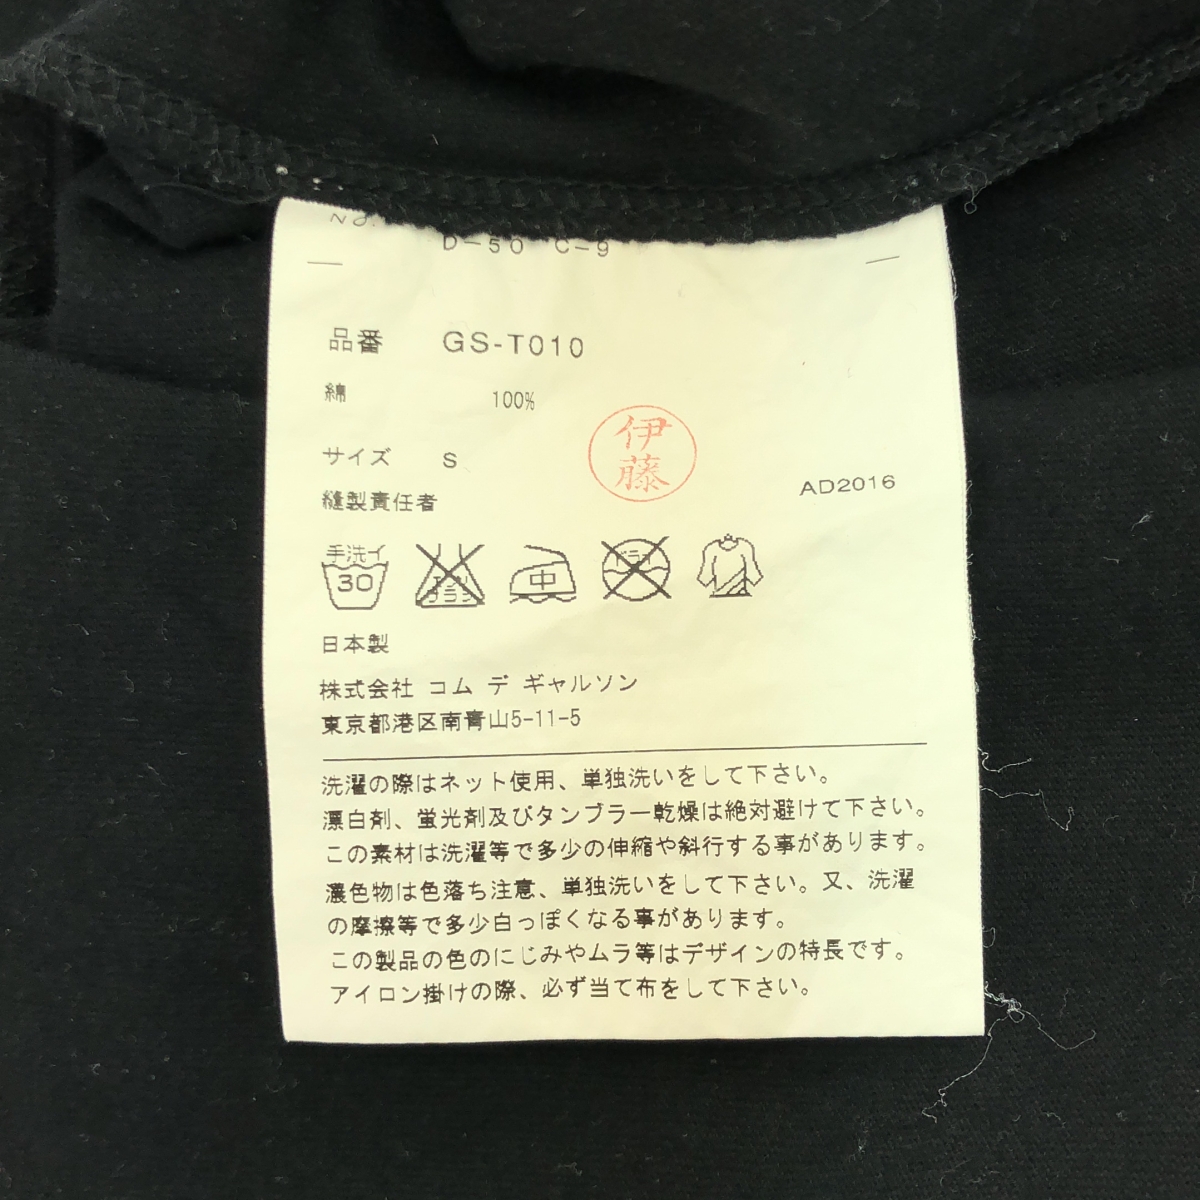 No.
D-50 C-9
品番 GS-T010
綿 100%
サイズ S
伊藤
縫製責任者
AD2016
手洗イ
30
エンソ
サラシ
中
ドライ
日本製
株式会社 コム デ ギャルソン
東京都港区南青山5-11-5
洗濯の際はネット使用、単独洗いをして下さい。
漂白剤、蛍光剤及びタンブラー乾燥は絶対避けて下さい。
この素材は洗濯等で多少の伸縮や斜行する事があります。
濃色物は色落ち注意、単独洗いをして下さい。又、洗濯
の摩擦等で多少白っぽくなる事があります。
この製品の色のにじみやムラ等はデザインの特長です。
アイロン掛けの際、必ず当て布をして下さい。